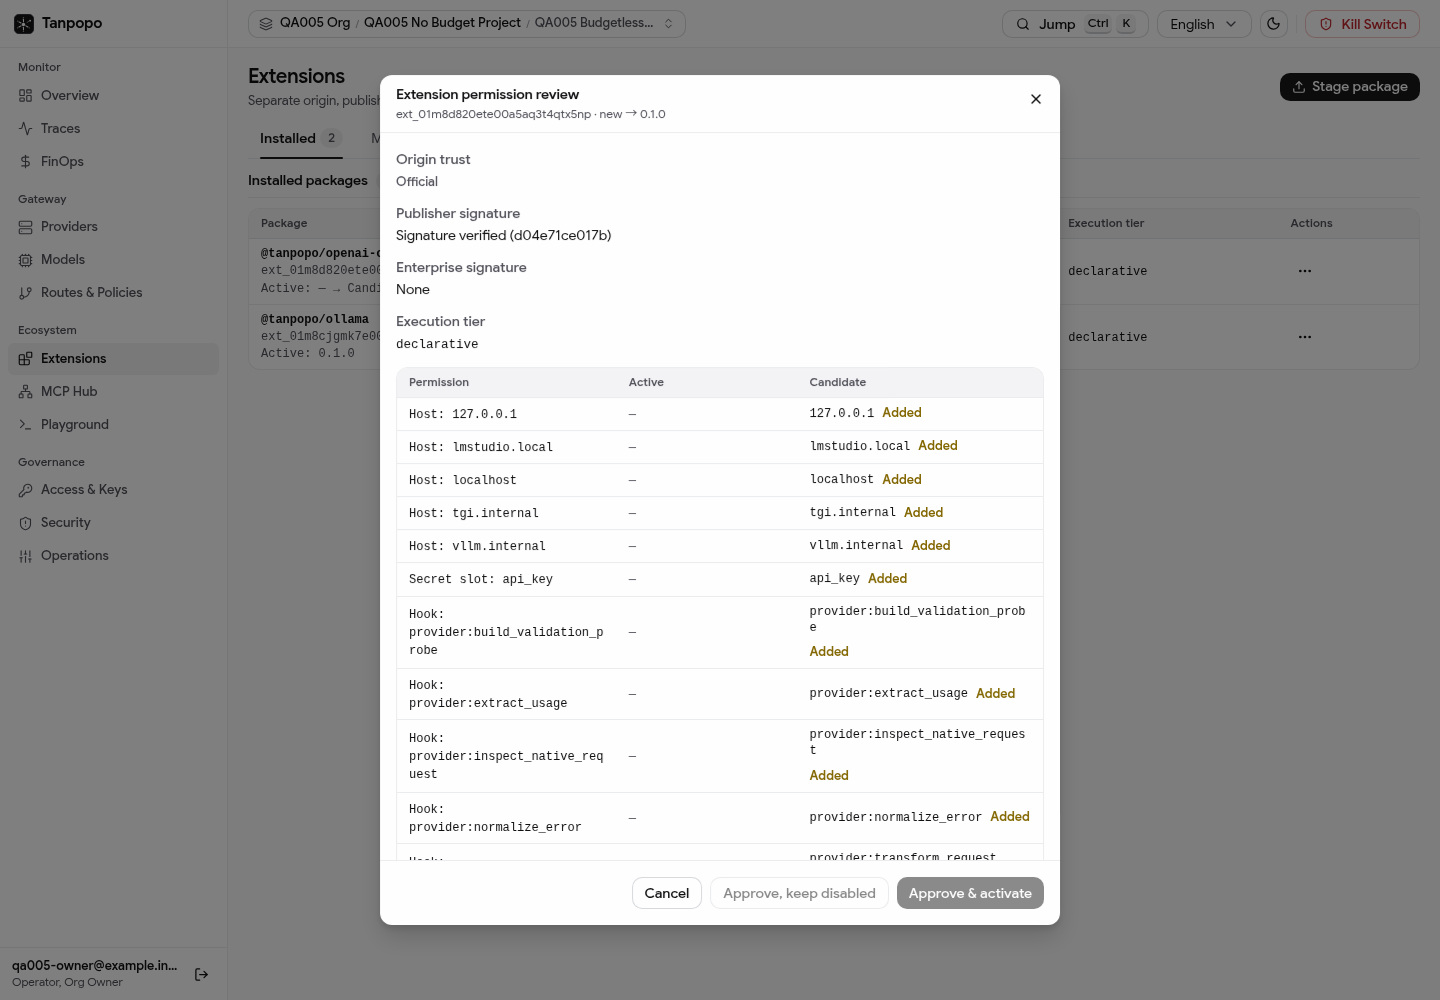 Tanpopo
QA005 Org / QA005 No Budget Project / QA005 Budgetless...
Jump Ctrl K
English
Kill Switch
Monitor
Overview
Traces
FinOps
Gateway
Providers
Models
Routes & Policies
Ecosystem
Extensions
MCP Hub
Playground
Governance
Access & Keys
Security
Operations
qa005-owner@example.in...
Operator, Org Owner
Extensions
Separate origin, publish
Stage package
Installed 2
Installed packages
Package
Execution tier
Actions
@tanpopo/openai-c
ext_01m8d820ete00
Active: — → Candi
declarative
@tanpopo/ollama
ext_01m8cjgmk7e00
Active: 0.1.0
declarative
Extension permission review
ext_01m8d820ete00a5aq3t4qtx5np · new → 0.1.0
Origin trust
Official
Publisher signature
Signature verified (d04e71ce017b)
Enterprise signature
None
Execution tier
declarative
Permission Active Candidate
Host: 127.0.0.1 — 127.0.0.1 Added
Host: lmstudio.local — lmstudio.local Added
Host: localhost — localhost Added
Host: tgi.internal — tgi.internal Added
Host: vllm.internal — vllm.internal Added
Secret slot: api_key — api_key Added
Hook:
provider:build_validation_p
robe
—
provider:build_validation_prob
e
Added
Hook:
provider:extract_usage
—
provider:extract_usage Added
Hook:
provider:inspect_native_req
uest
—
provider:inspect_native_reques
t
Added
Hook:
provider:normalize_error
—
provider:normalize_error Added
Hook:
provider:transform_request
Cancel
Approve, keep disabled
Approve & activate